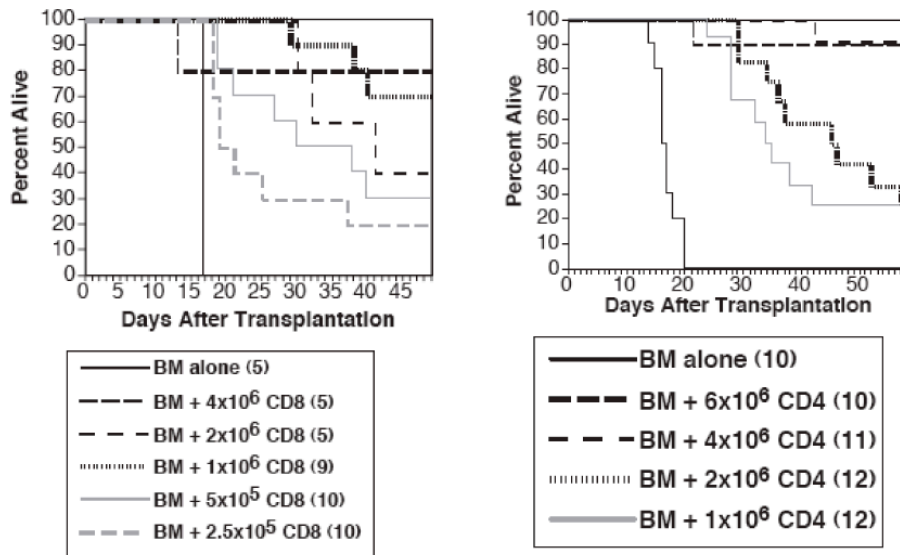 Percent Alive
100
90
80
70
60
50
40
30
20
10
0
0 5 10 15 20 25 30 35 40 45
Days After Transplantation
BM alone (5)
BM + 4x10⁶ CD8 (5)
BM + 2x10⁶ CD8 (5)
BM + 1x10⁶ CD8 (9)
BM + 5x10⁵ CD8 (10)
BM + 2.5x10⁵ CD8 (10)
Percent Alive
100
90
80
70
60
50
40
30
20
10
0
0 10 20 30 40 50
Days After Transplantation
BM alone (10)
BM + 6x10⁶ CD4 (10)
BM + 4x10⁶ CD4 (11)
BM + 2x10⁶ CD4 (12)
BM + 1x10⁶ CD4 (12)